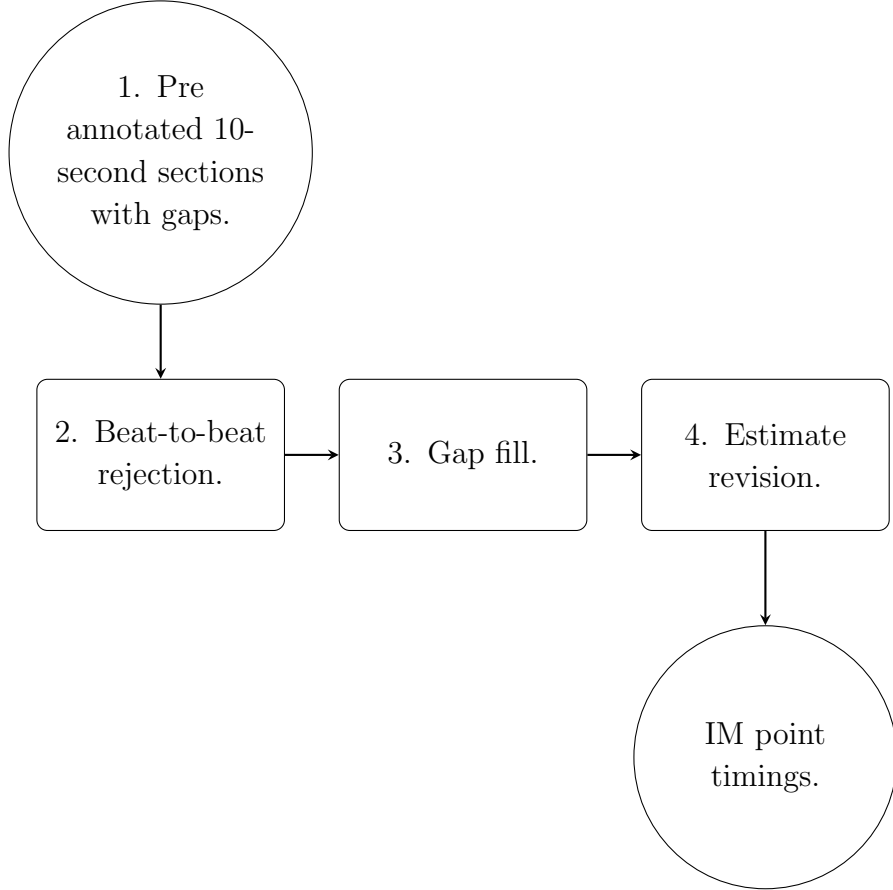 1. Pre
annotated 10-
second sections
with gaps.
2. Beat-to-beat
rejection.
3. Gap fill.
4. Estimate
revision.
IM point
timings.